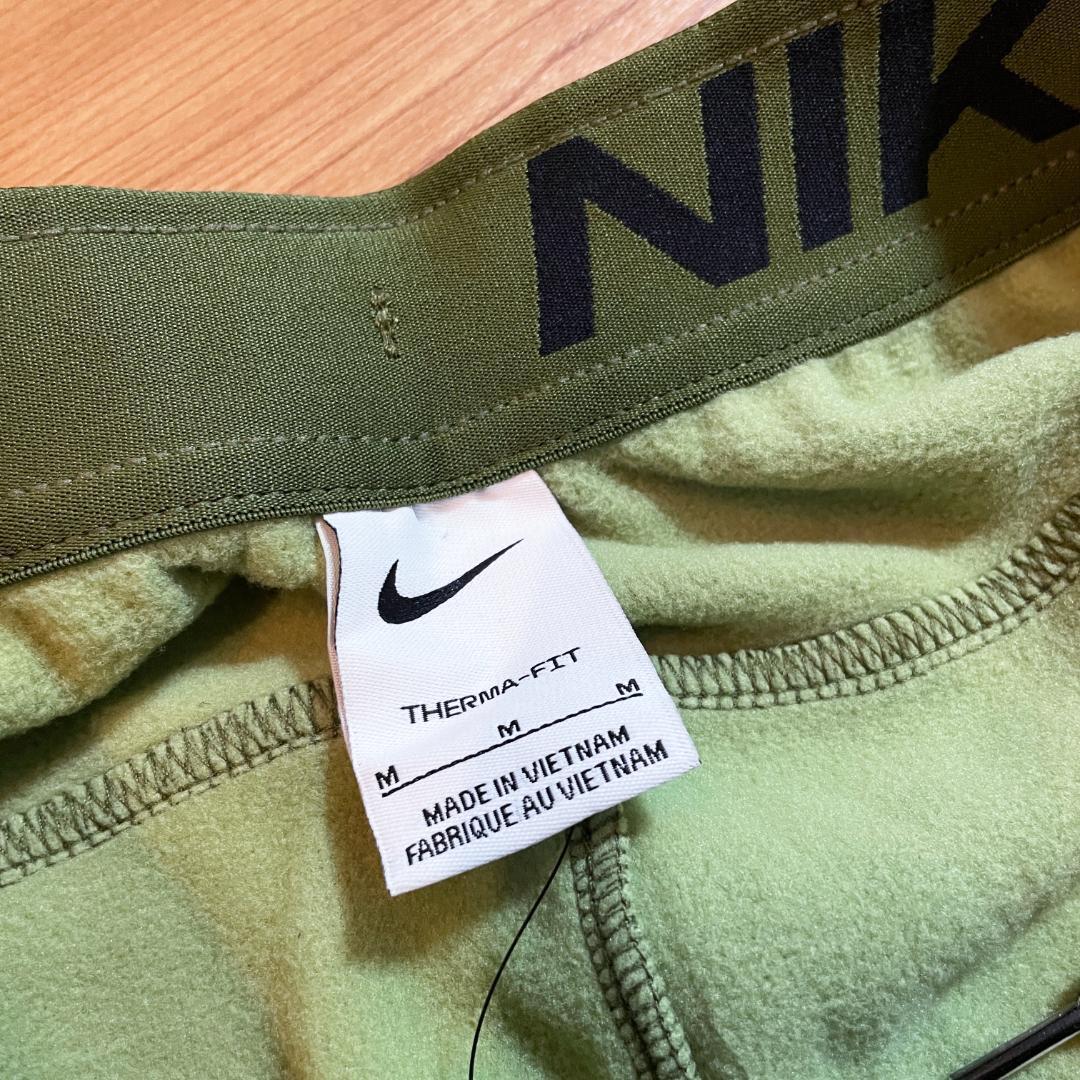 NIK
THERMA-FIT
M M M
MADE IN VIETNAM
FABRIQUE AU VIETNAM